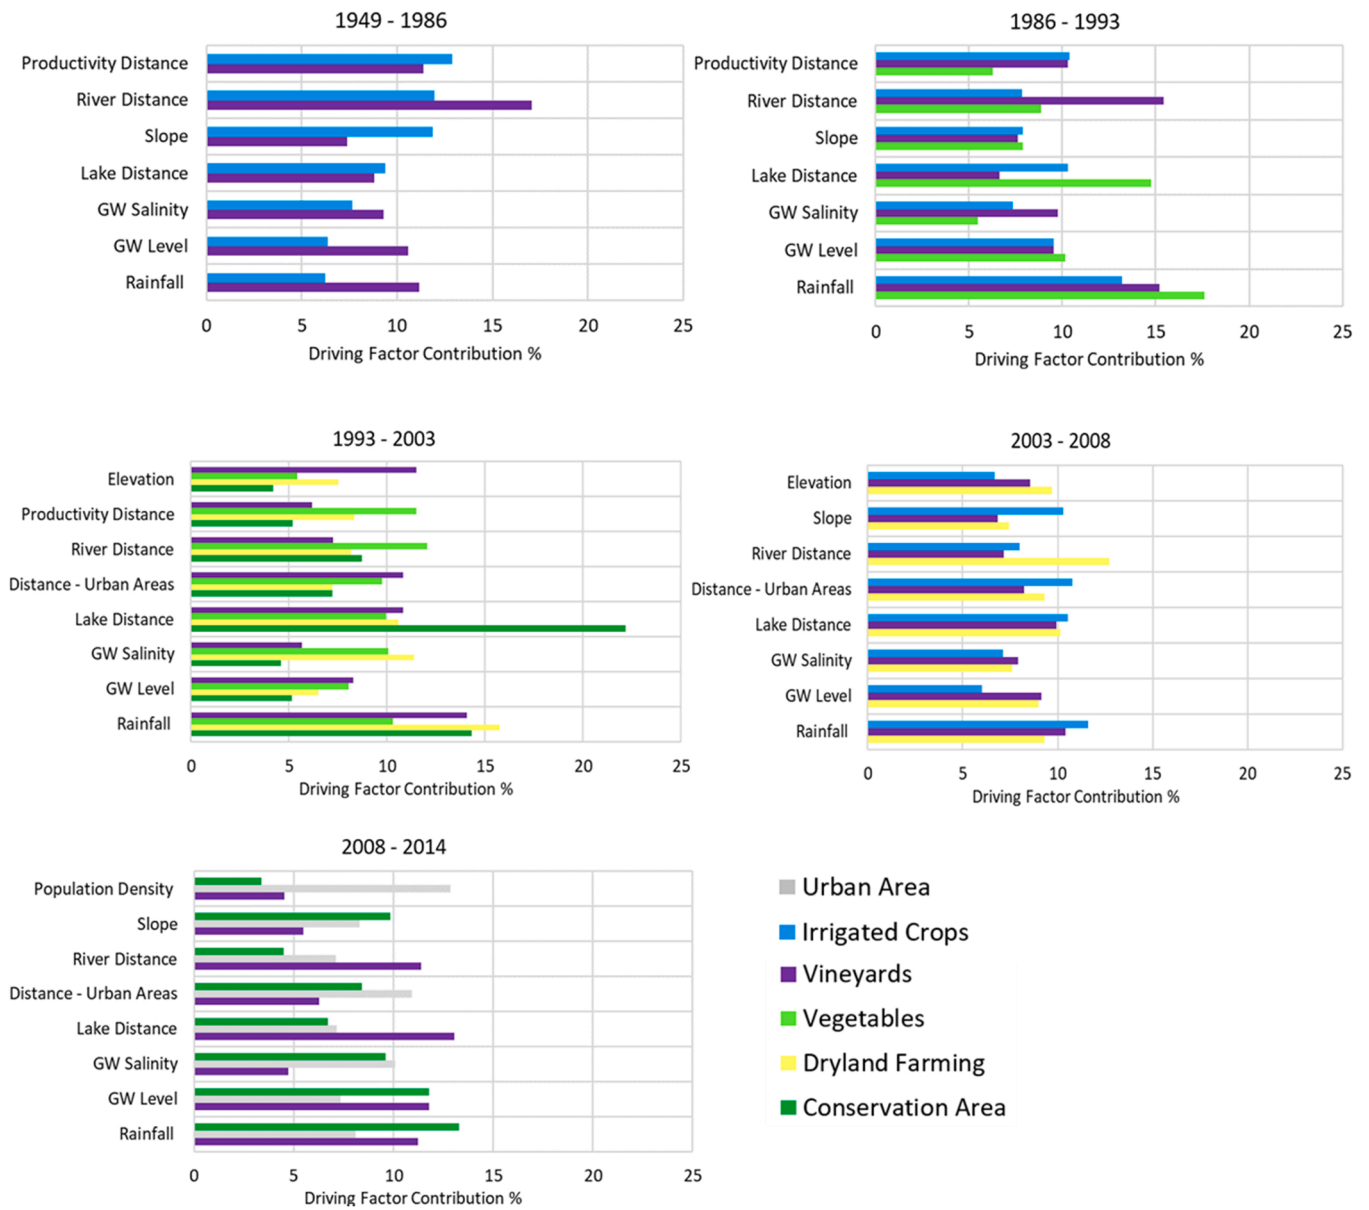 1949 - 1986
Productivity Distance
River Distance
Slope
Lake Distance
GW Salinity
GW Level
Rainfall
0 5 10 15 20 25
Driving Factor Contribution %
1986 - 1993
Productivity Distance
River Distance
Slope
Lake Distance
GW Salinity
GW Level
Rainfall
0 5 10 15 20 25
Driving Factor Contribution %
1993 - 2003
Elevation
Productivity Distance
River Distance
Distance - Urban Areas
Lake Distance
GW Salinity
GW Level
Rainfall
0 5 10 15 20 25
Driving Factor Contribution %
2003 - 2008
Elevation
Slope
River Distance
Distance - Urban Areas
Lake Distance
GW Salinity
GW Level
Rainfall
0 5 10 15 20 25
Driving Factor Contribution %
2008 - 2014
Population Density
Slope
River Distance
Distance - Urban Areas
Lake Distance
GW Salinity
GW Level
Rainfall
0 5 10 15 20 25
Driving Factor Contribution %
Urban Area
Irrigated Crops
Vineyards
Vegetables
Dryland Farming
Conservation Area